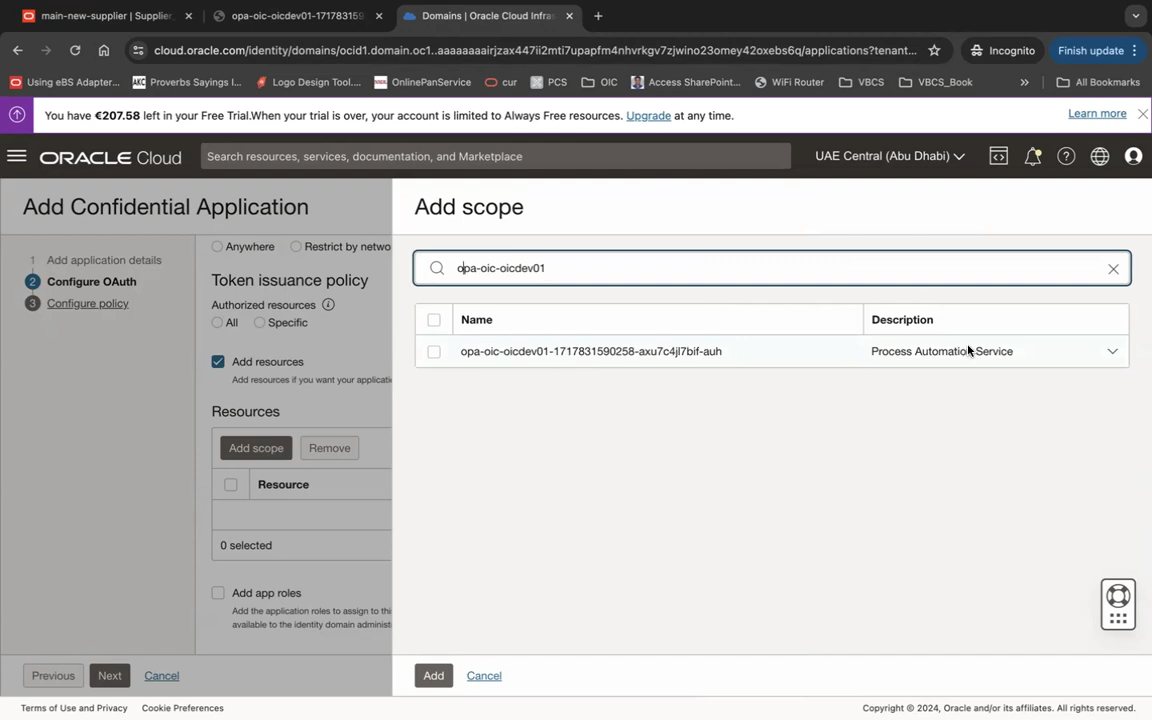 main-new-supplier | Supplier
opa-oic-oicdev01-171783159
Domains | Oracle Cloud Infra
cloud.oracle.com/identity/domains/ocid1.domain.oc1..aaaaaaaairjzax447ii2mti7upapfm4nhvrkgv7zjwino23omey42oxebs6q/applications?tenant...
Incognito
Finish update
Using eBS Adapter...
Proverbs Sayings I...
Logo Design Tool....
OnlinePanService
cur
PCS
OIC
Access SharePoint...
WiFi Router
VBCS
VBCS_Book
All Bookmarks
You have €207.58 left in your Free Trial.When your trial is over, your account is limited to Always Free resources. Upgrade at any time.
Learn more
ORACLE Cloud
Search resources, services, documentation, and Marketplace
UAE Central (Abu Dhabi)
Add Confidential Application
1 Add application details
2 Configure OAuth
3 Configure policy
Anywhere
Restrict by netwo
Token issuance policy
Authorized resources
All
Specific
Add resources
Add resources if you want your applicati
Resources
Add scope
Remove
Resource
0 selected
Add app roles
Add the application roles to assign to thi
available to the identity domain administ
Previous
Next
Cancel
Add scope
opa-oic-oicdev01
Name
Description
opa-oic-oicdev01-1717831590258-axu7c4jl7bif-auh
Process Automation Service
Add
Cancel
Terms of Use and Privacy
Cookie Preferences
Copyright © 2024, Oracle and/or its affiliates. All rights reserved.